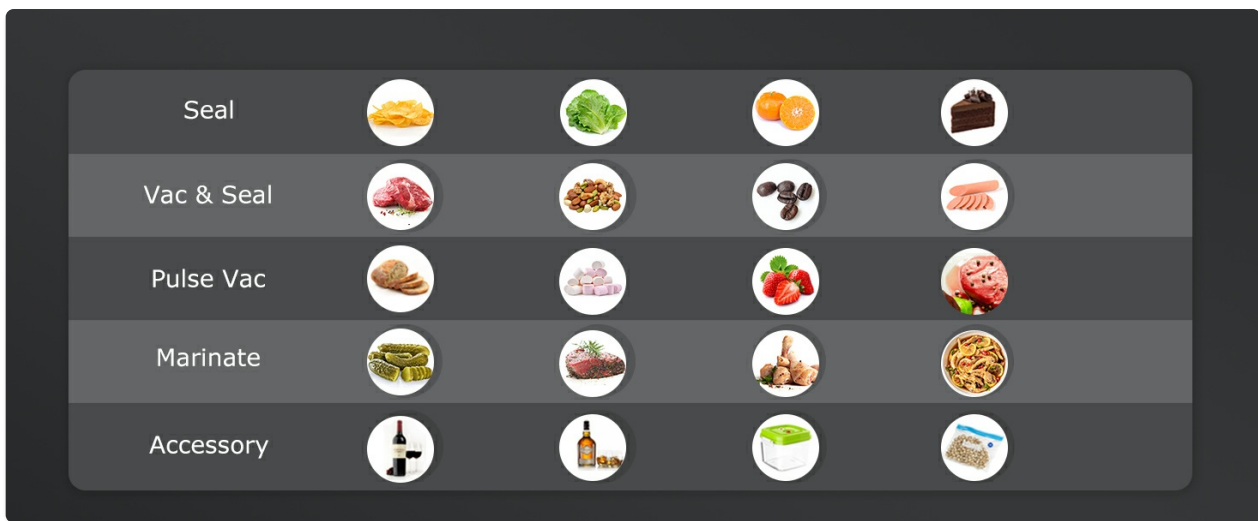 Seal
Vac & Seal
Pulse Vac
Marinate
Accessory